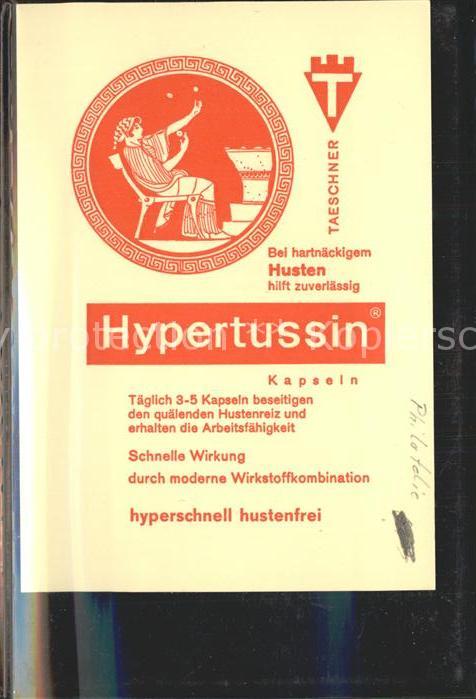 T
TAESCHNER
Bei hartnäckigem
Husten
hilft zuverlässig
Hypertussin®
Kapseln
Täglich 3-5 Kapseln beseitigen
den quälenden Hustenreiz und
erhalten die Arbeitsfähigkeit
Schnelle Wirkung
durch moderne Wirkstoffkombination
hyperschnell hustenfrei